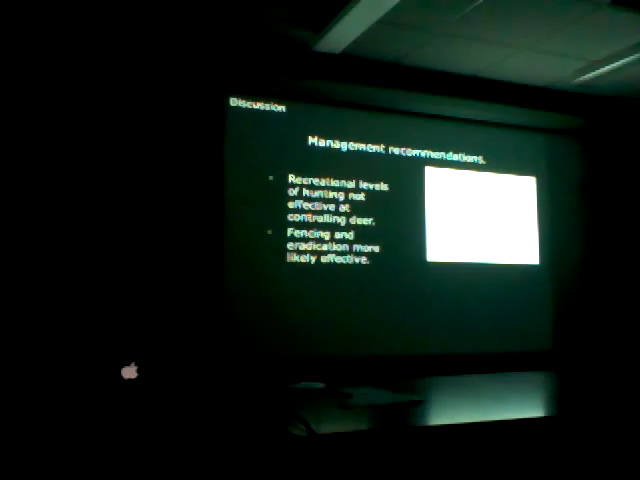 Discussion
Management recommendations.
Recreational levels
of hunting not
effective at
controlling deer.
Fencing and
eradication more
likely effective.